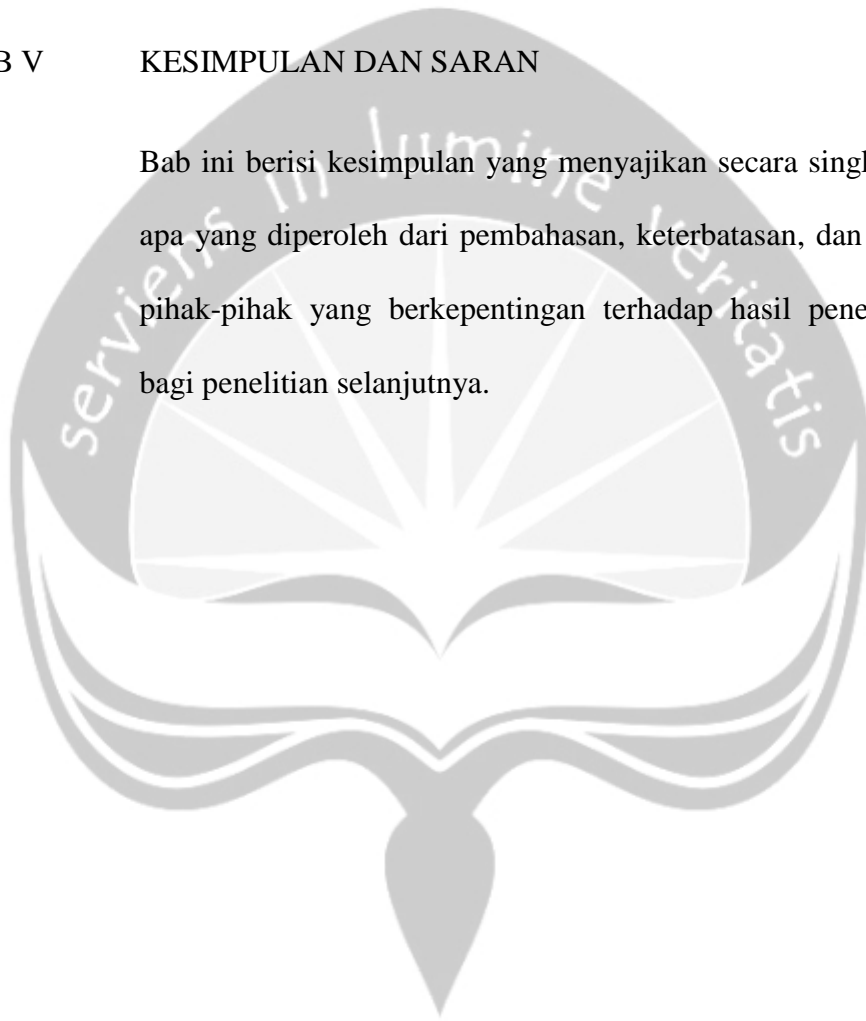 B V KESIMPULAN DAN SARAN
serviens in lumine veritatis
Bab ini berisi kesimpulan yang menyajikan secara singl
apa yang diperoleh dari pembahasan, keterbatasan, dan
pihak-pihak yang berkepentingan terhadap hasil pene
bagi penelitian selanjutnya.